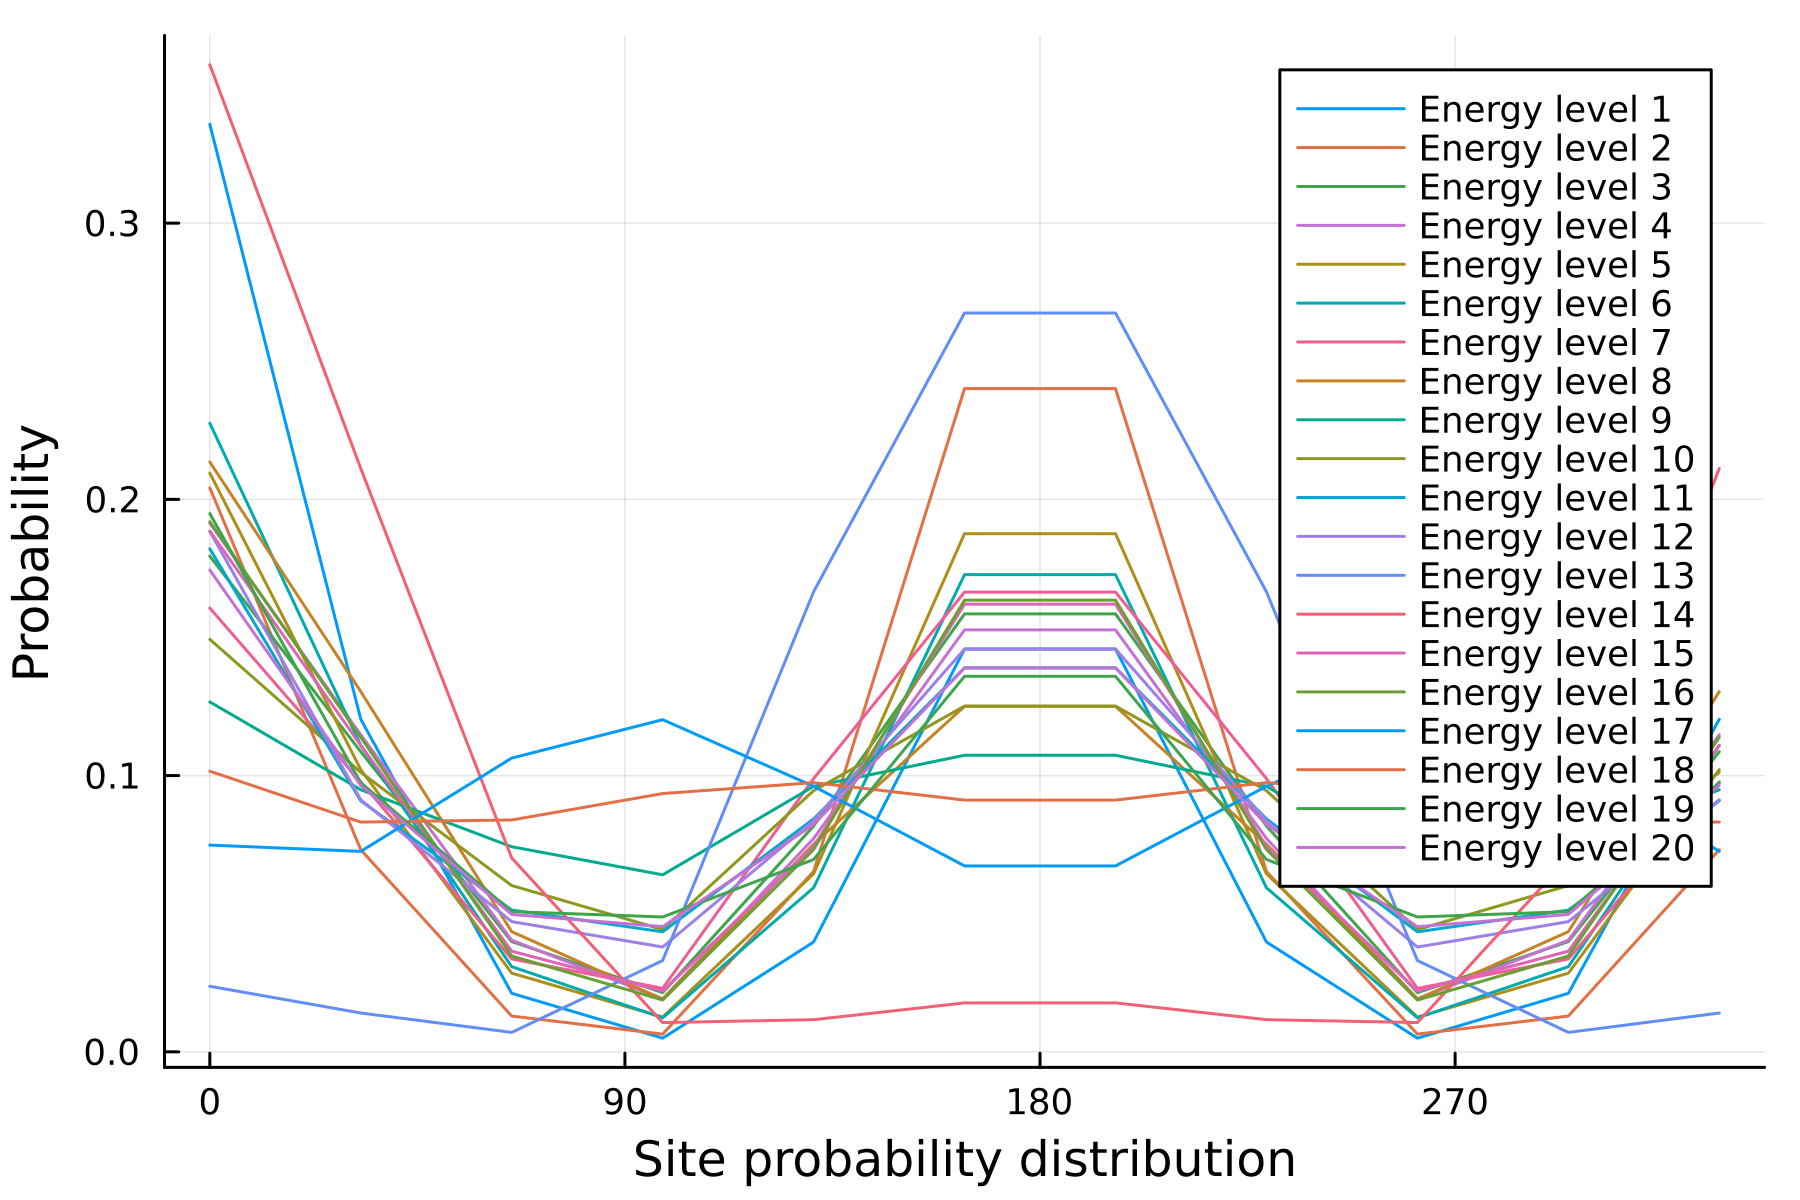 Energy level 1
Energy level 2
Energy level 3
Energy level 4
Energy level 5
Energy level 6
Energy level 7
Energy level 8
Energy level 9
Energy level 10
Energy level 11
Energy level 12
Energy level 13
Energy level 14
Energy level 15
Energy level 16
Energy level 17
Energy level 18
Energy level 19
Energy level 20
Probability
0.3
0.2
0.1
0.0
0 90 180 270
Site probability distribution